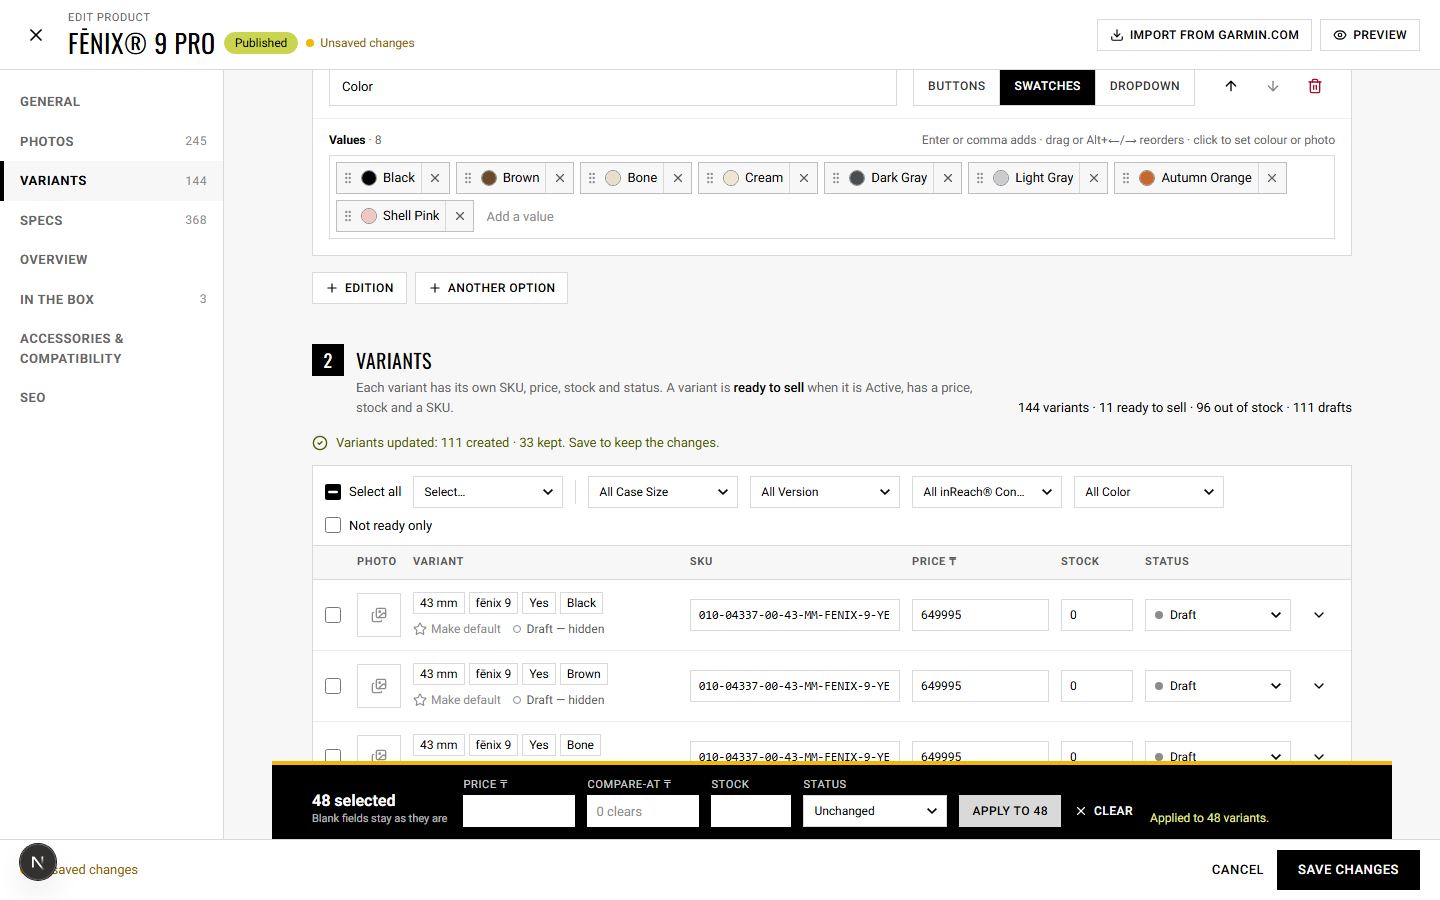 EDIT PRODUCT
FĒNIX® 9 PRO
Published
Unsaved changes
IMPORT FROM GARMIN.COM
PREVIEW
GENERAL
PHOTOS 245
VARIANTS 144
SPECS 368
OVERVIEW
IN THE BOX 3
ACCESSORIES &
COMPATIBILITY
SEO
Color
BUTTONS SWATCHES DROPDOWN
Values · 8
Enter or comma adds · drag or Alt+←/→ reorders · click to set colour or photo
Black Brown Bone Cream Dark Gray Light Gray Autumn Orange
Shell Pink Add a value
EDITION
ANOTHER OPTION
2 VARIANTS
Each variant has its own SKU, price, stock and status. A variant is ready to sell when it is Active, has a price,
stock and a SKU.
144 variants · 11 ready to sell · 96 out of stock · 111 drafts
Variants updated: 111 created · 33 kept. Save to keep the changes.
Select all Select... All Case Size All Version All inReach® Con... All Color
Not ready only
PHOTO VARIANT SKU PRICE ₸ STOCK STATUS
43 mm fēnix 9 Yes Black 010-04337-00-43-MM-FENIX-9-YE 649995 0 Draft
Make default Draft — hidden
43 mm fēnix 9 Yes Brown 010-04337-00-43-MM-FENIX-9-YE 649995 0 Draft
Make default Draft — hidden
43 mm fēnix 9 Yes Bone 010-04337-00-43-MM-FENIX-9-YE 649995 0 Draft
48 selected
Blank fields stay as they are
PRICE ₸ COMPARE-AT ₸ STOCK STATUS
0 clears Unchanged APPLY TO 48 CLEAR Applied to 48 variants.
N
saved changes
CANCEL SAVE CHANGES